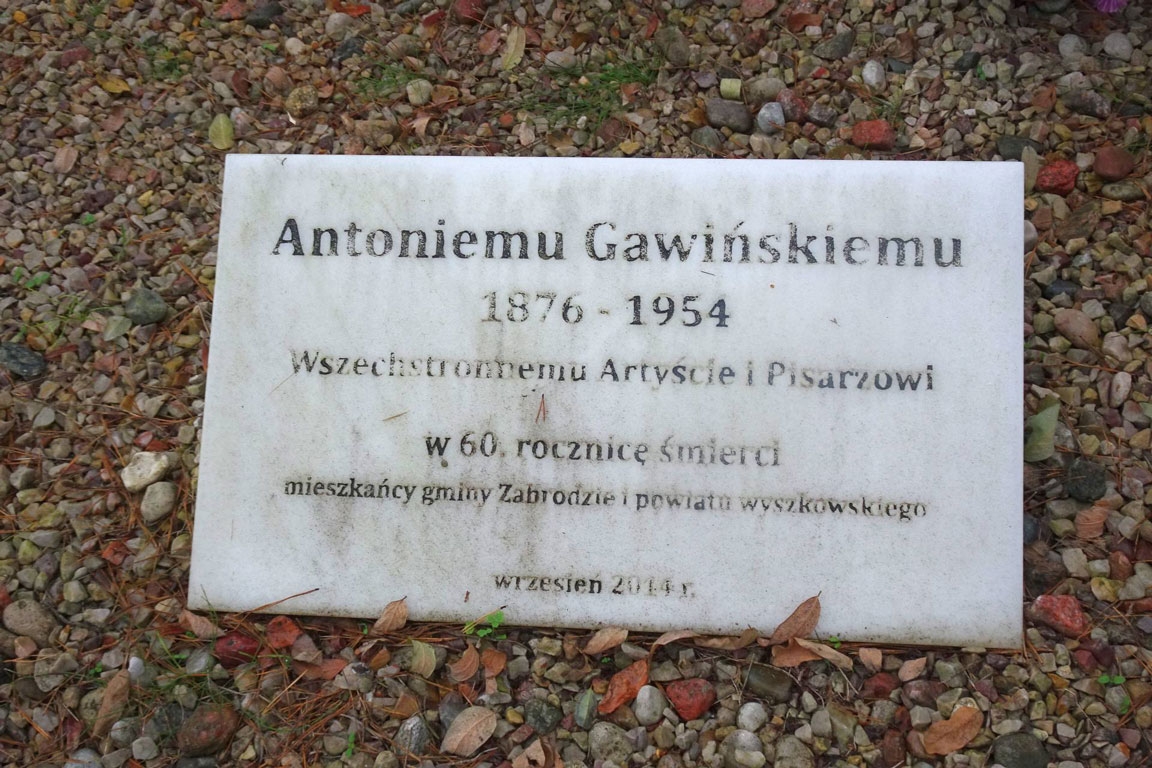 Antoniemu Gawińskiemu
1876 - 1954
Wszechstronnemu Artyście i Pisarzowi
w 60. rocznicę śmierci
mieszkańcy gminy Zabrodzie i powiatu wyszkowskiego
wrzesień 2014 r.